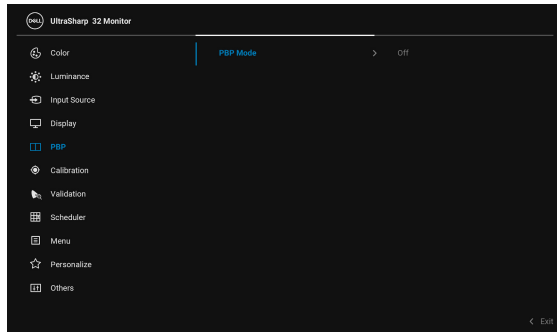 DELL UltraSharp 32 Monitor
Color
PBP Mode > Off
Luminance
Input Source
Display
PBP
Calibration
Validation
Scheduler
Menu
Personalize
Others
< Exit